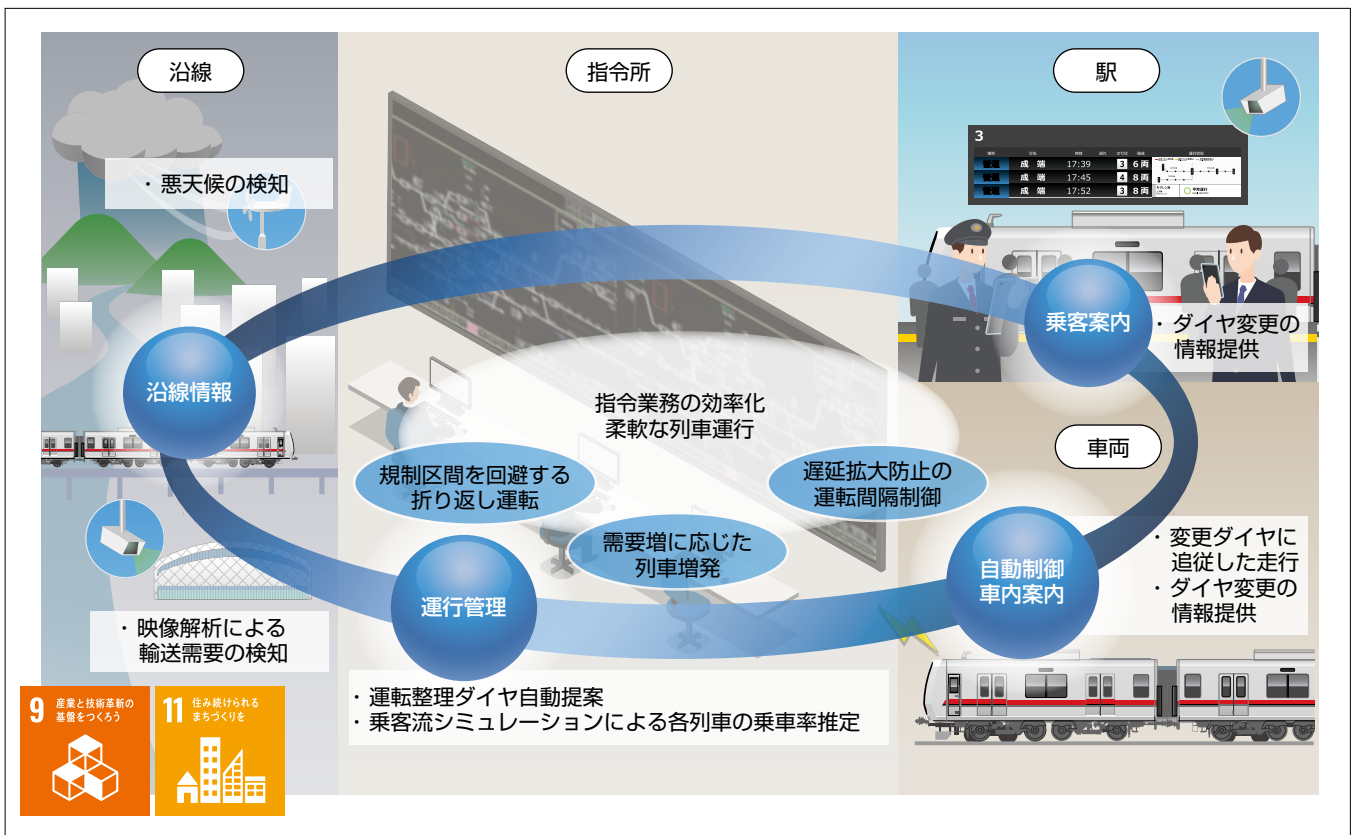 沿線
指令所
駅
・悪天候の検知
3
成 端 17:39 3 6両
成 端 17:45 4 8両
成 端 17:52 3 8両
乗客案内
・ダイヤ変更の
情報提供
沿線情報
指令業務の効率化
柔軟な列車運行
車両
規制区間を回避する
折り返し運転
遅延拡大防止の
運転間隔制御
需要増に応じた
列車増発
自動制御
車内案内
・変更ダイヤに
追従した走行
・ダイヤ変更の
情報提供
運行管理
・映像解析による
輸送需要の検知
・運転整理ダイヤ自動提案
・乗客流シミュレーションによる各列車の乗車率推定
9 産業と技術革新の
基盤をつくろう
11 住み続けられる
まちづくりを